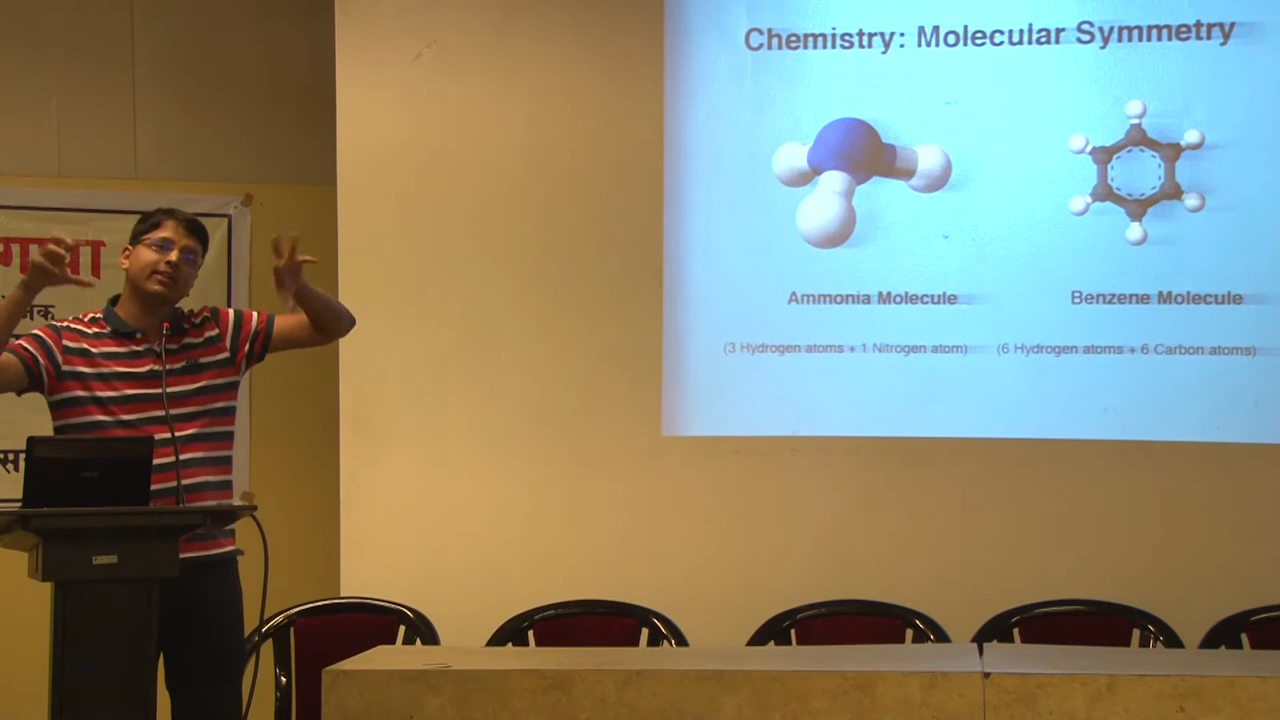 Chemistry: Molecular Symmetry
Ammonia Molecule
Benzene Molecule
(3 Hydrogen atoms + 1 Nitrogen atom)
(6 Hydrogen atoms + 6 Carbon atoms)